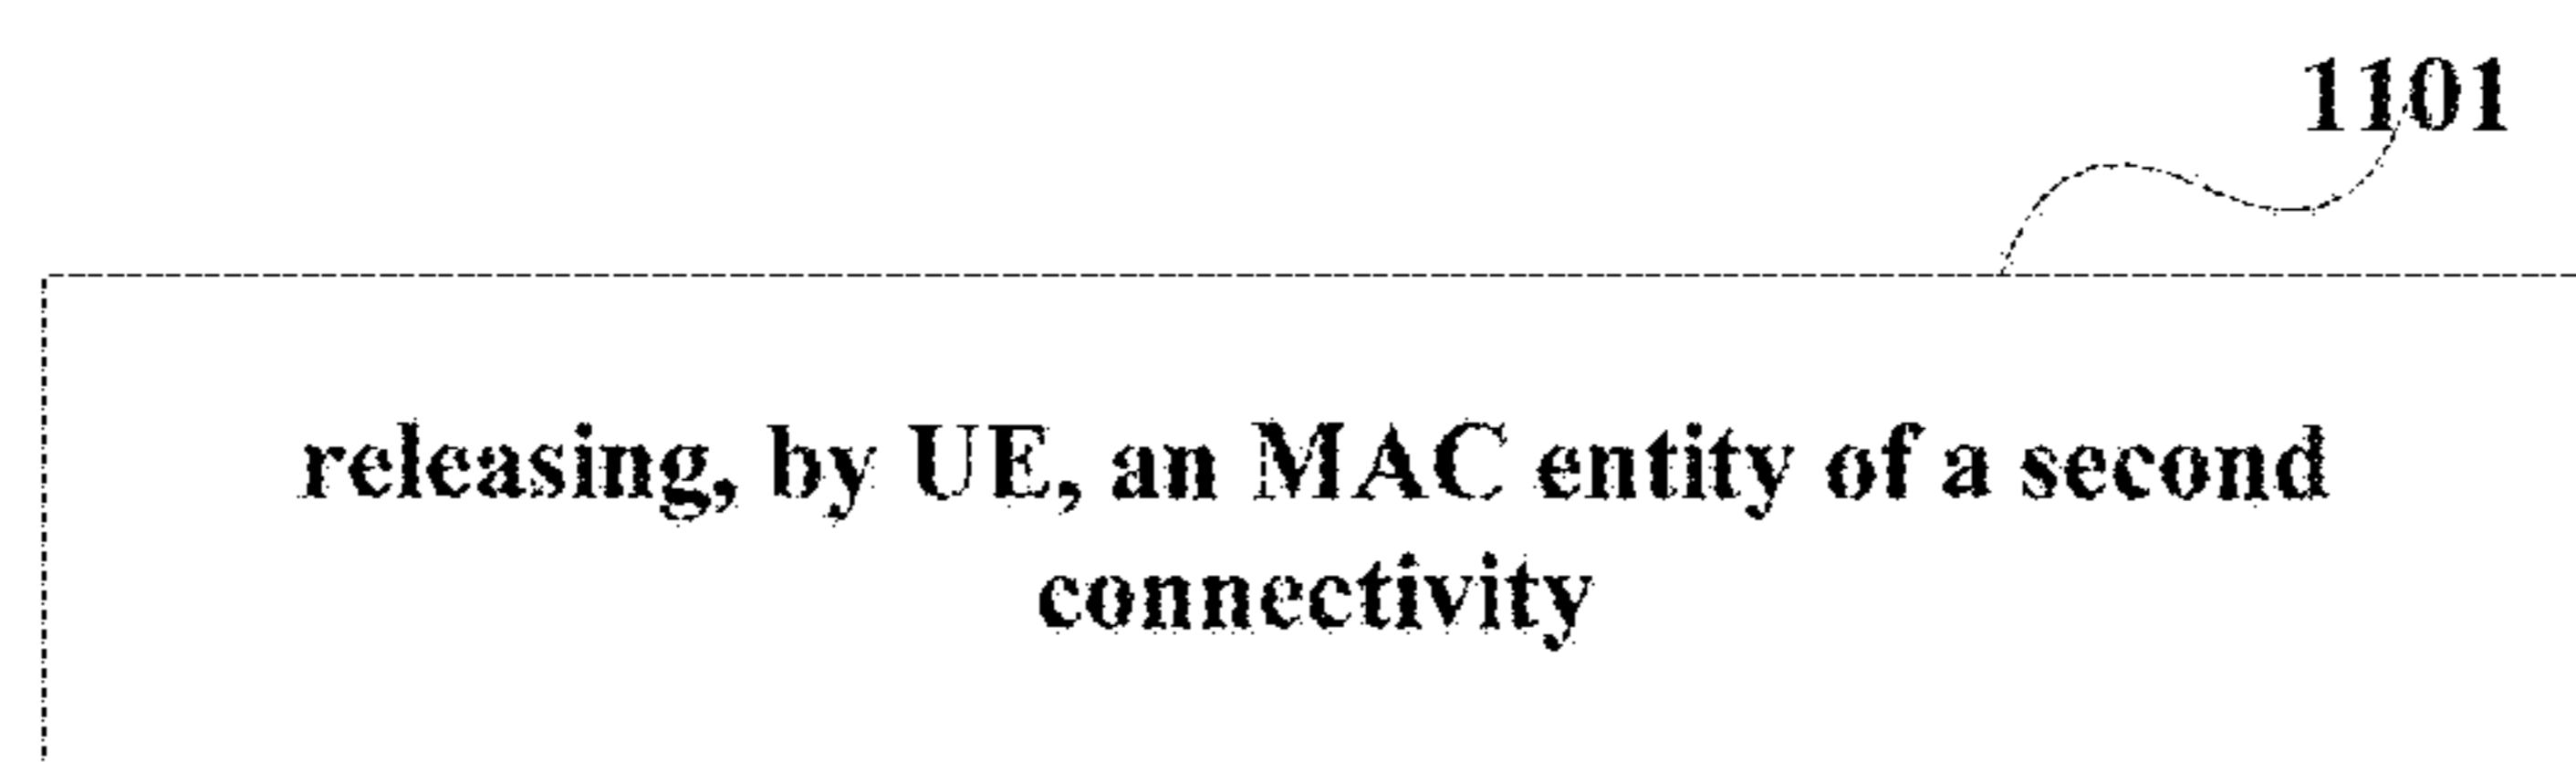 1101
releasing, by UE, an MAC entity of a second
connectivity